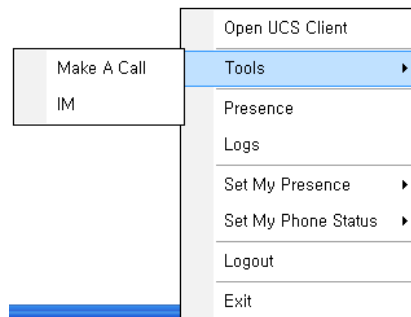 Open UCS Client
Make A Call
Tools
IM
Presence
Logs
Set My Presence
Set My Phone Status
Logout
Exit